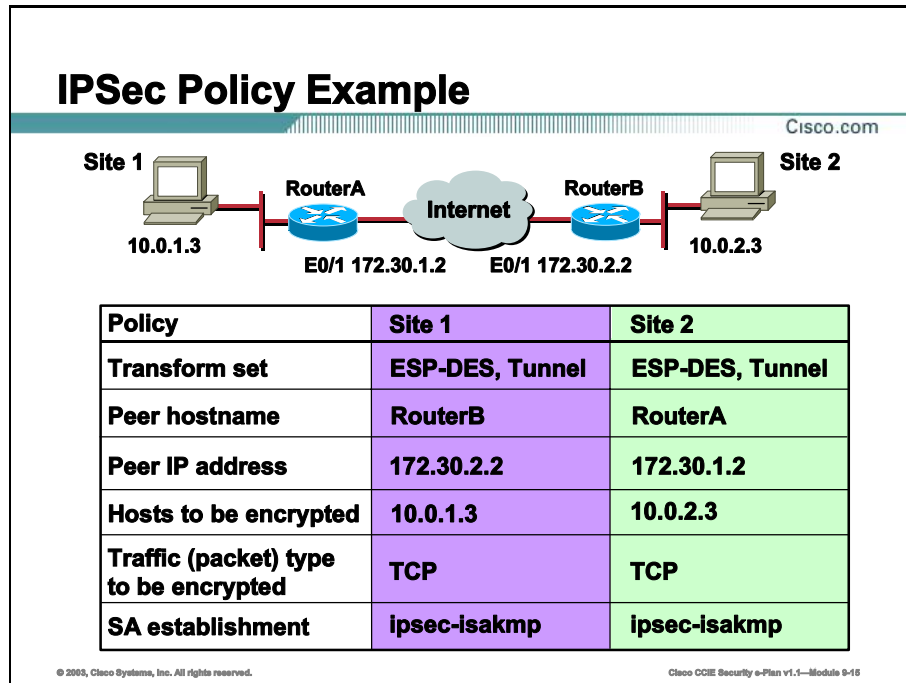 IPSec Policy Example
Cisco.com
Site 1
Site 2
RouterA
Internet
RouterB
10.0.1.3
10.0.2.3
E0/1 172.30.1.2
E0/1 172.30.2.2
Policy
Site 1
Site 2
Transform set
ESP-DES, Tunnel
ESP-DES, Tunnel
Peer hostname
RouterB
RouterA
Peer IP address
172.30.2.2
172.30.1.2
Hosts to be encrypted
10.0.1.3
10.0.2.3
Traffic (packet) type
to be encrypted
TCP
TCP
SA establishment
ipsec-isakmp
ipsec-isakmp
© 2003, Cisco Systems, Inc. All rights reserved.
Cisco CCIE Security e-Plan v1.1—Module 9-15